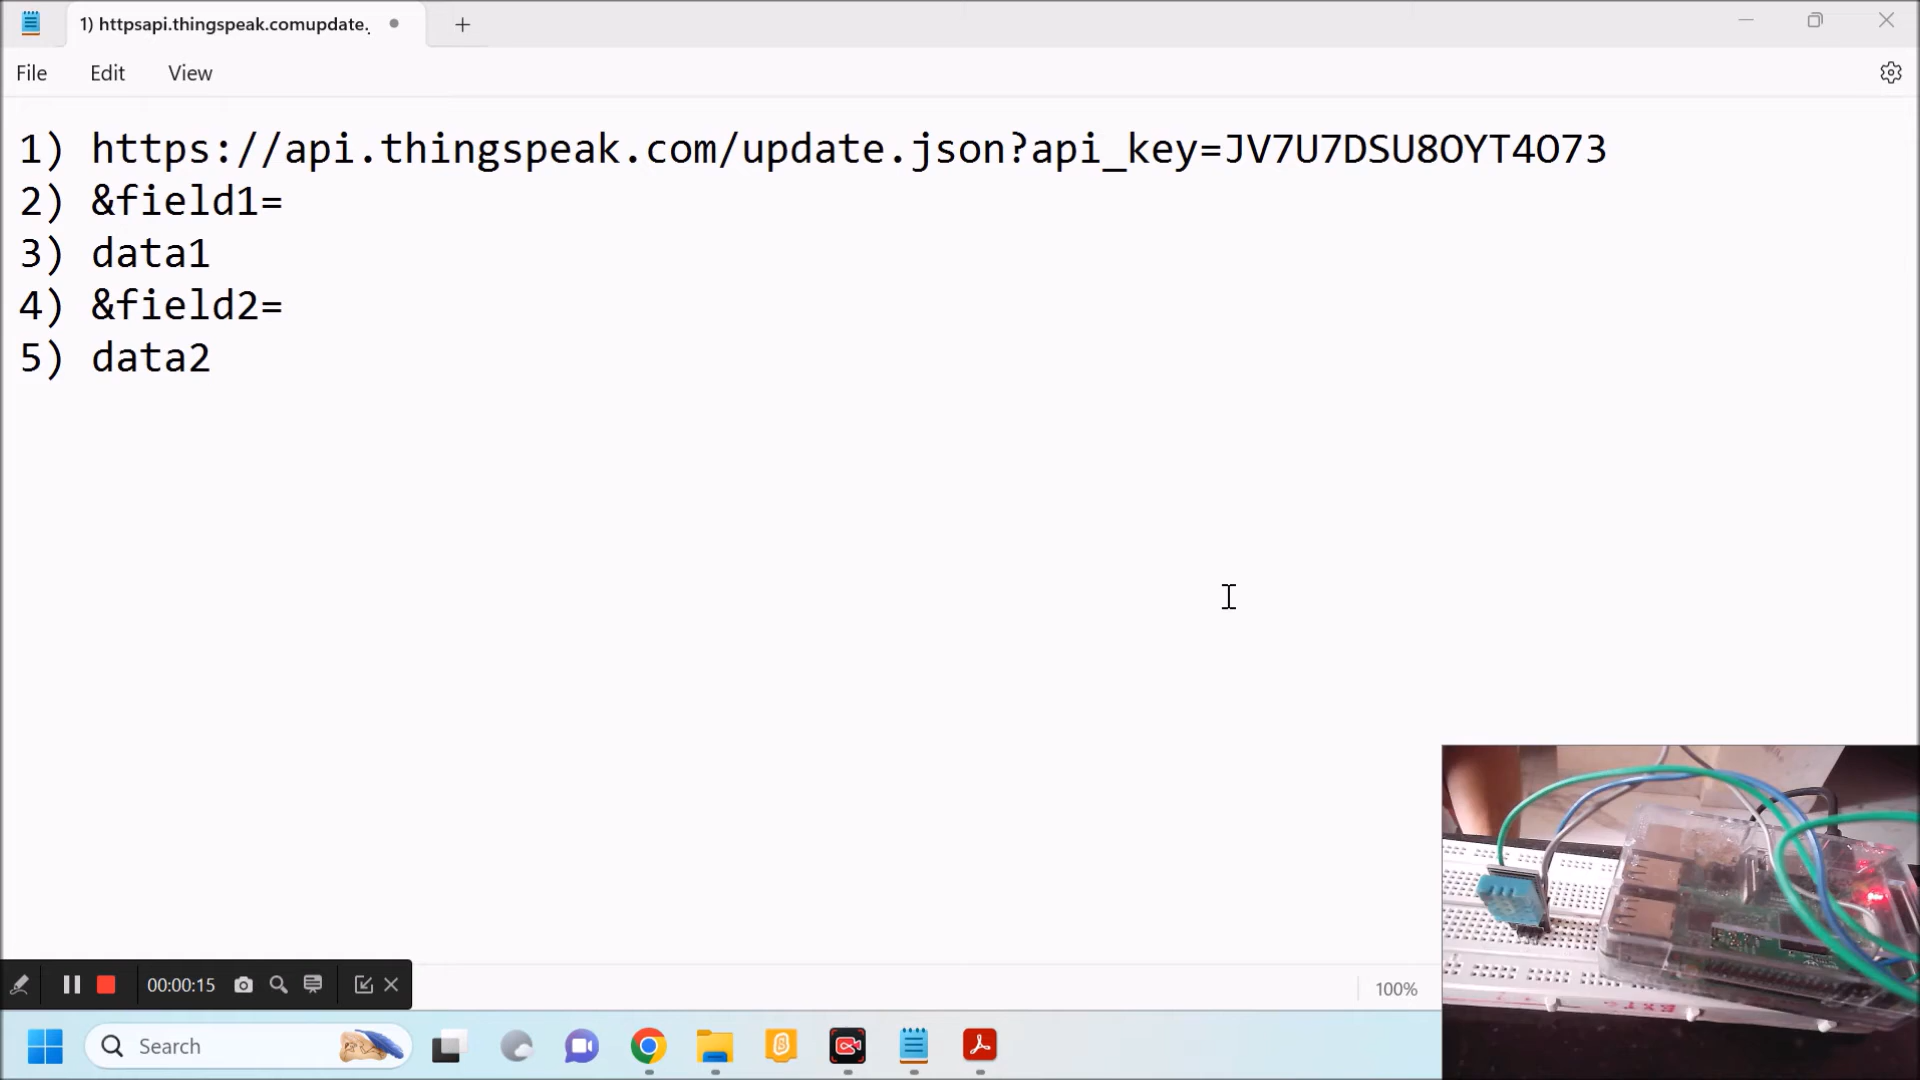 1) httpsapi.thingspeak.comupdate.
File Edit View
1) https://api.thingspeak.com/update.json?api_key=JV7U7DSU8OYT4O73
2) &field1=
3) data1
4) &field2=
5) data2
00:00:15
100%
Search